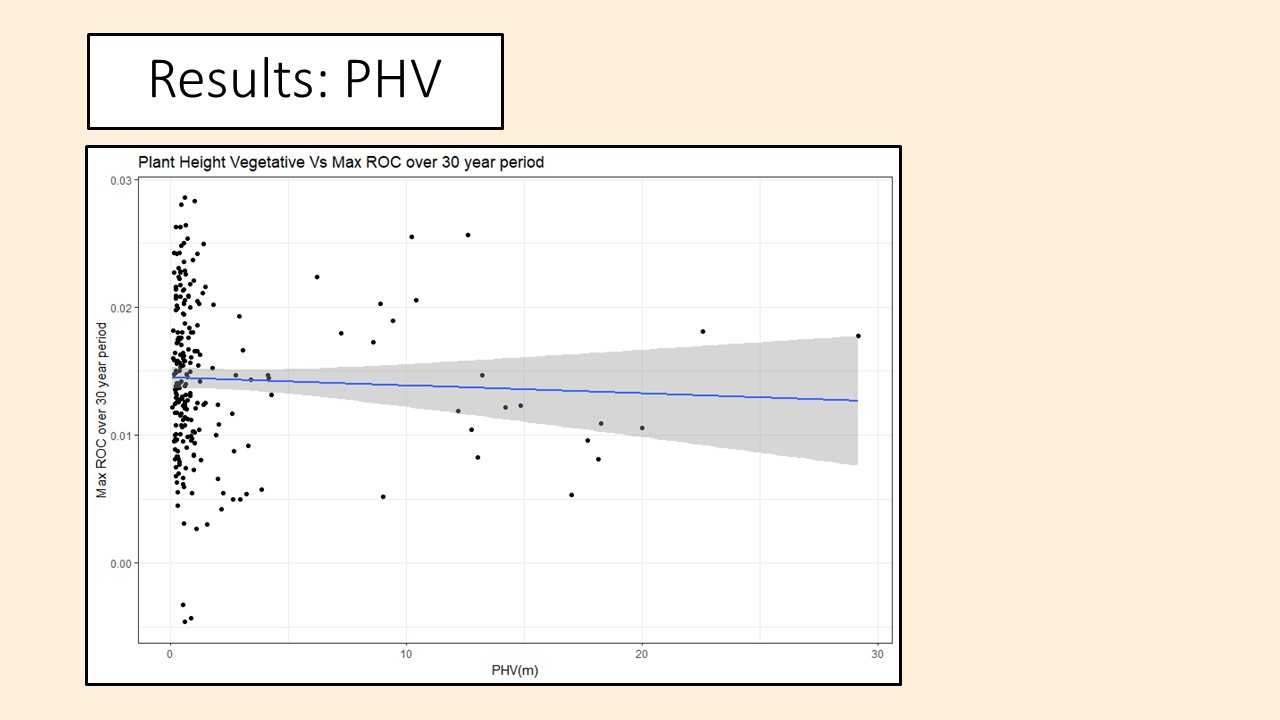 Results: PHV
Plant Height Vegetative Vs Max ROC over 30 year period
Max ROC over 30 year period
0.03
0.02
0.01
0.00
0
10
20
30
PHV(m)